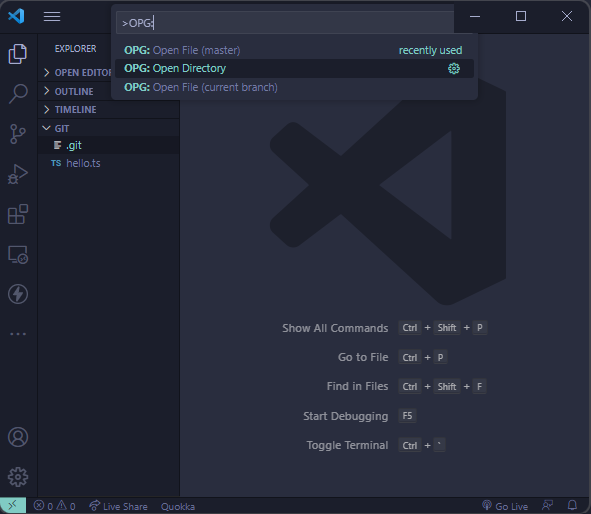 >OPG:
OPG: Open File (master) recently used
OPG: Open Directory
OPG: Open File (current branch)
EXPLORER
OPEN EDITOR
OUTLINE
TIMELINE
GIT
.git
TS hello.ts
Show All Commands Ctrl + Shift + P
Go to File Ctrl + P
Find in Files Ctrl + Shift + F
Start Debugging F5
Toggle Terminal Ctrl + `
0 0 Live Share Quokka Go Live